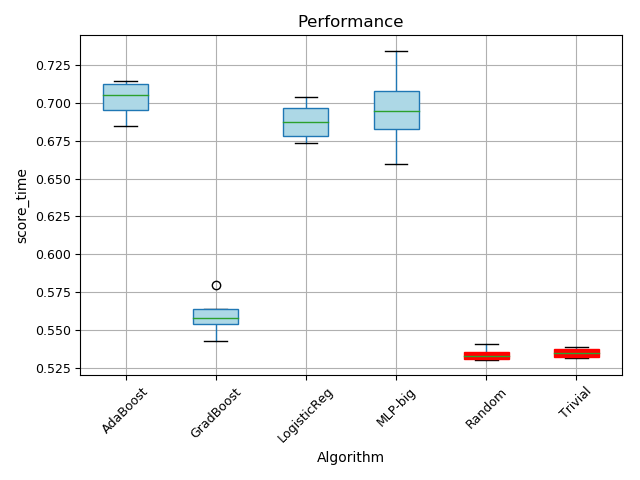 Performance
score_time
0.725
0.700
0.675
0.650
0.625
0.600
0.575
0.550
0.525
AdaBoost
GradBoost
LogisticReg
MLP-big
Random
Trivial
Algorithm